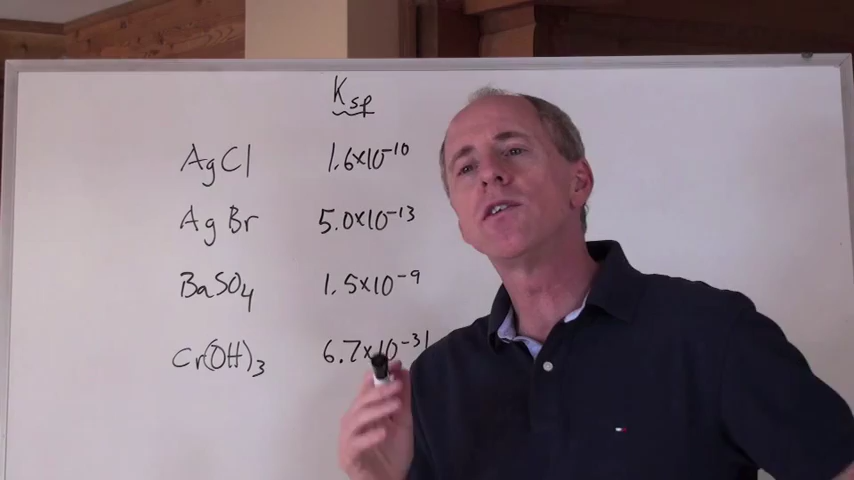 Ksp
AgCl 1.6x10⁻¹⁰
AgBr 5.0x10⁻¹³
BaSO₄ 1.5x10⁻⁹
Cr(OH)₃ 6.7x10⁻³¹